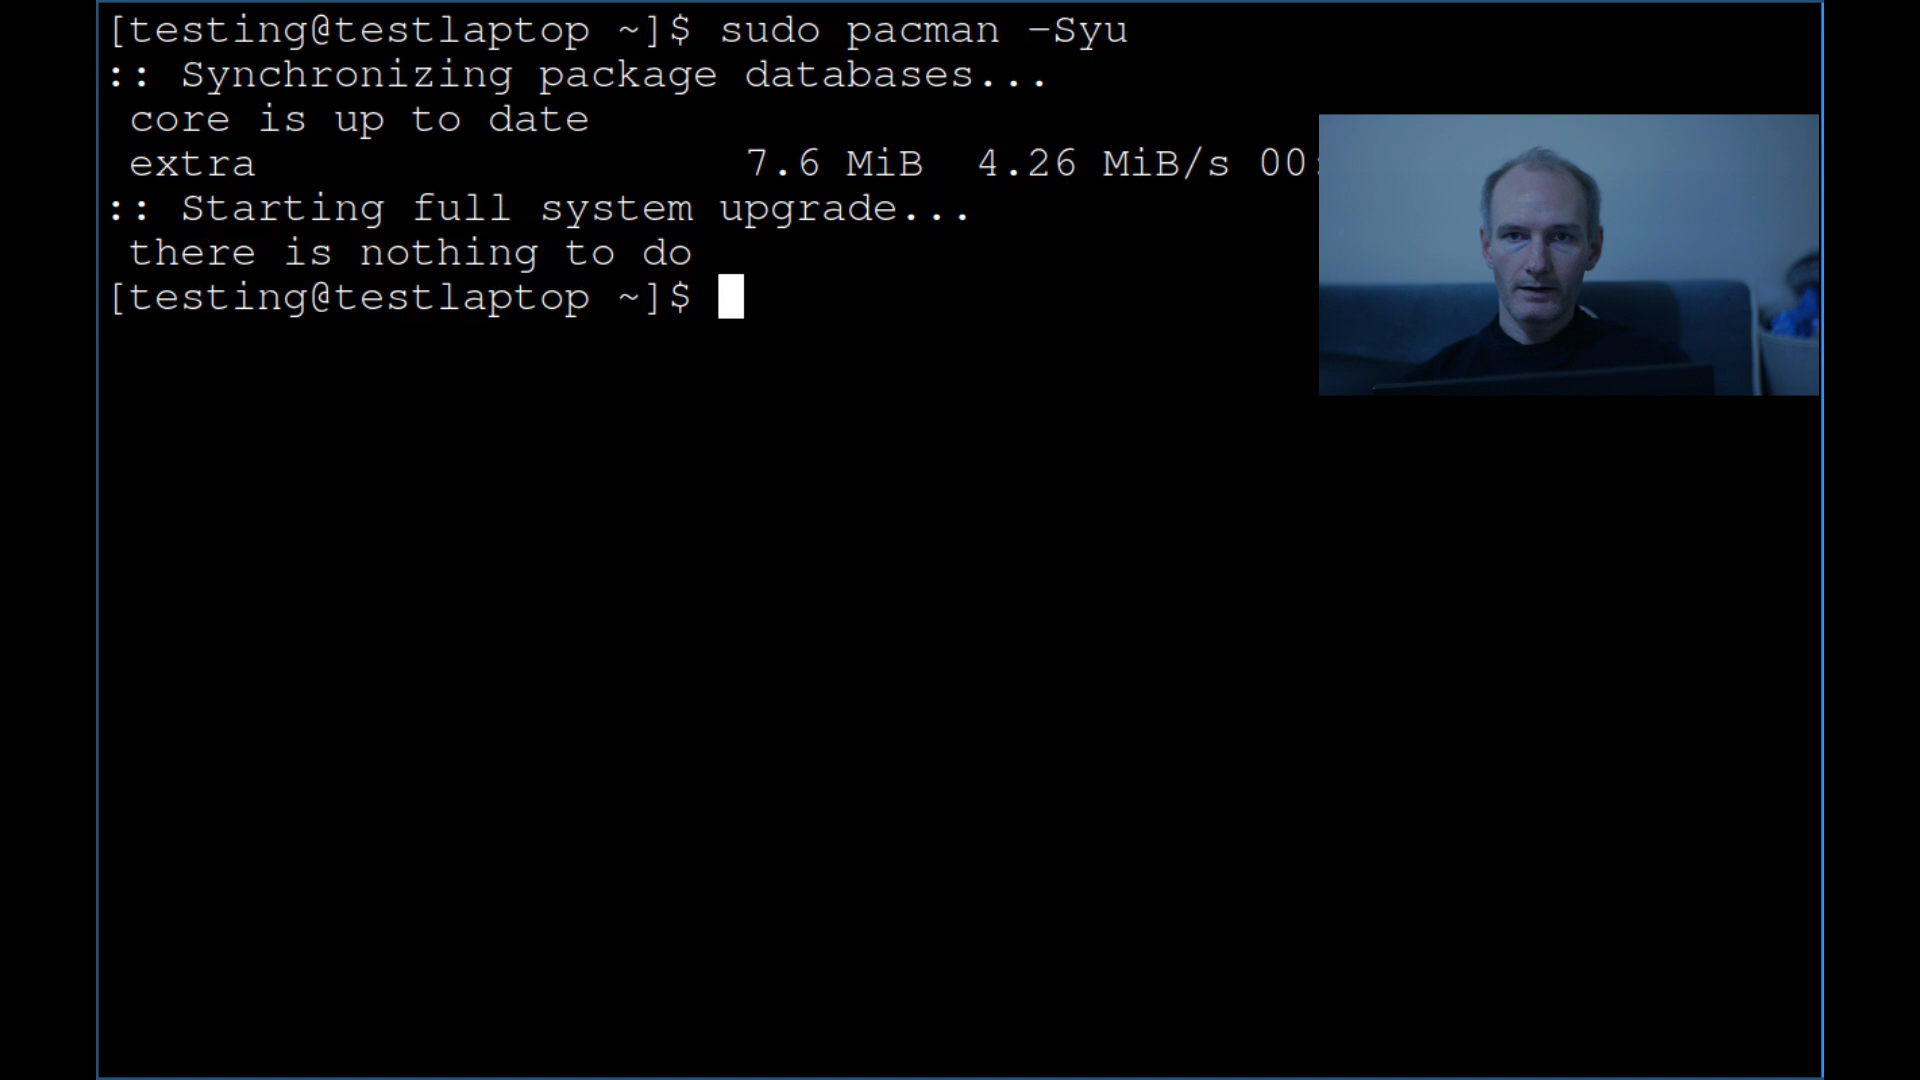 [testing@testlaptop ~]$ sudo pacman -Syu
:: Synchronizing package databases...
 core is up to date
 extra                   7.6 MiB  4.26 MiB/s 00:
:: Starting full system upgrade...
 there is nothing to do
[testing@testlaptop ~]$